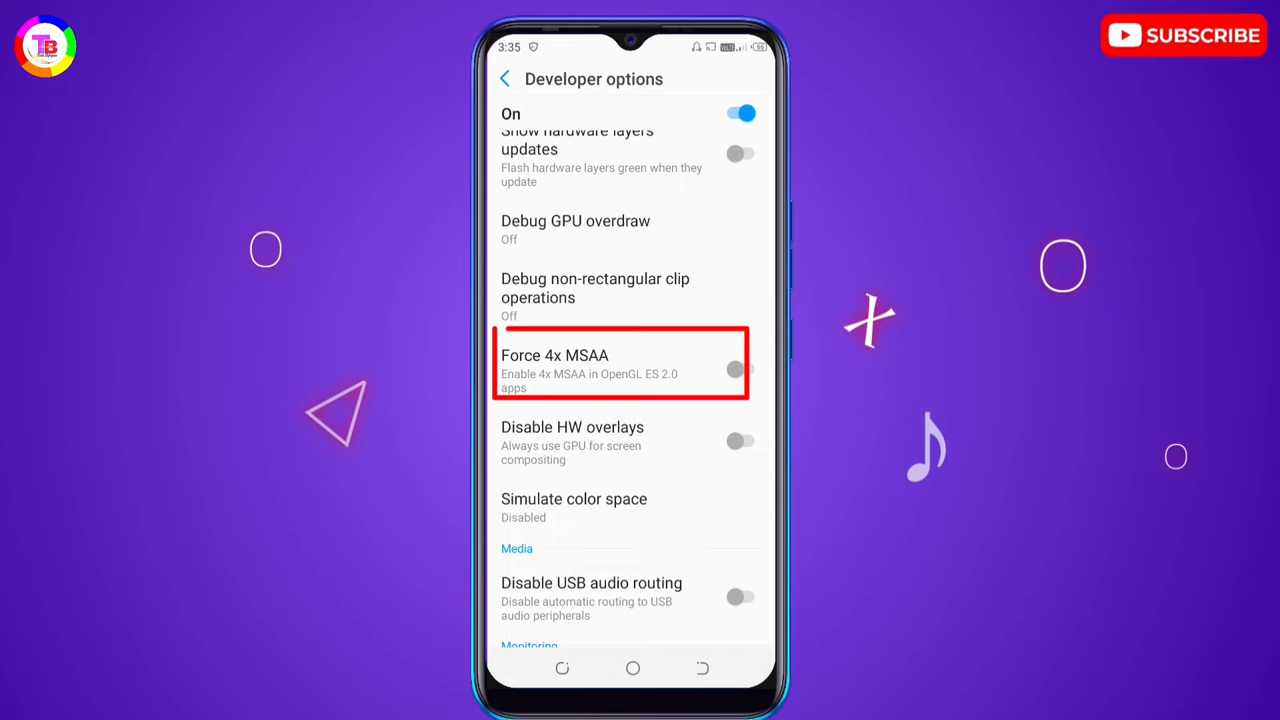 TB
SUBSCRIBE
3:35
66
Developer options
On
Show hardware layers
updates
Flash hardware layers green when they
update
Debug GPU overdraw
Off
Debug non-rectangular clip
operations
Off
Force 4x MSAA
Enable 4x MSAA in OpenGL ES 2.0
apps
Disable HW overlays
Always use GPU for screen
compositing
Simulate color space
Disabled
Media
Disable USB audio routing
Disable automatic routing to USB
audio peripherals
Monitoring